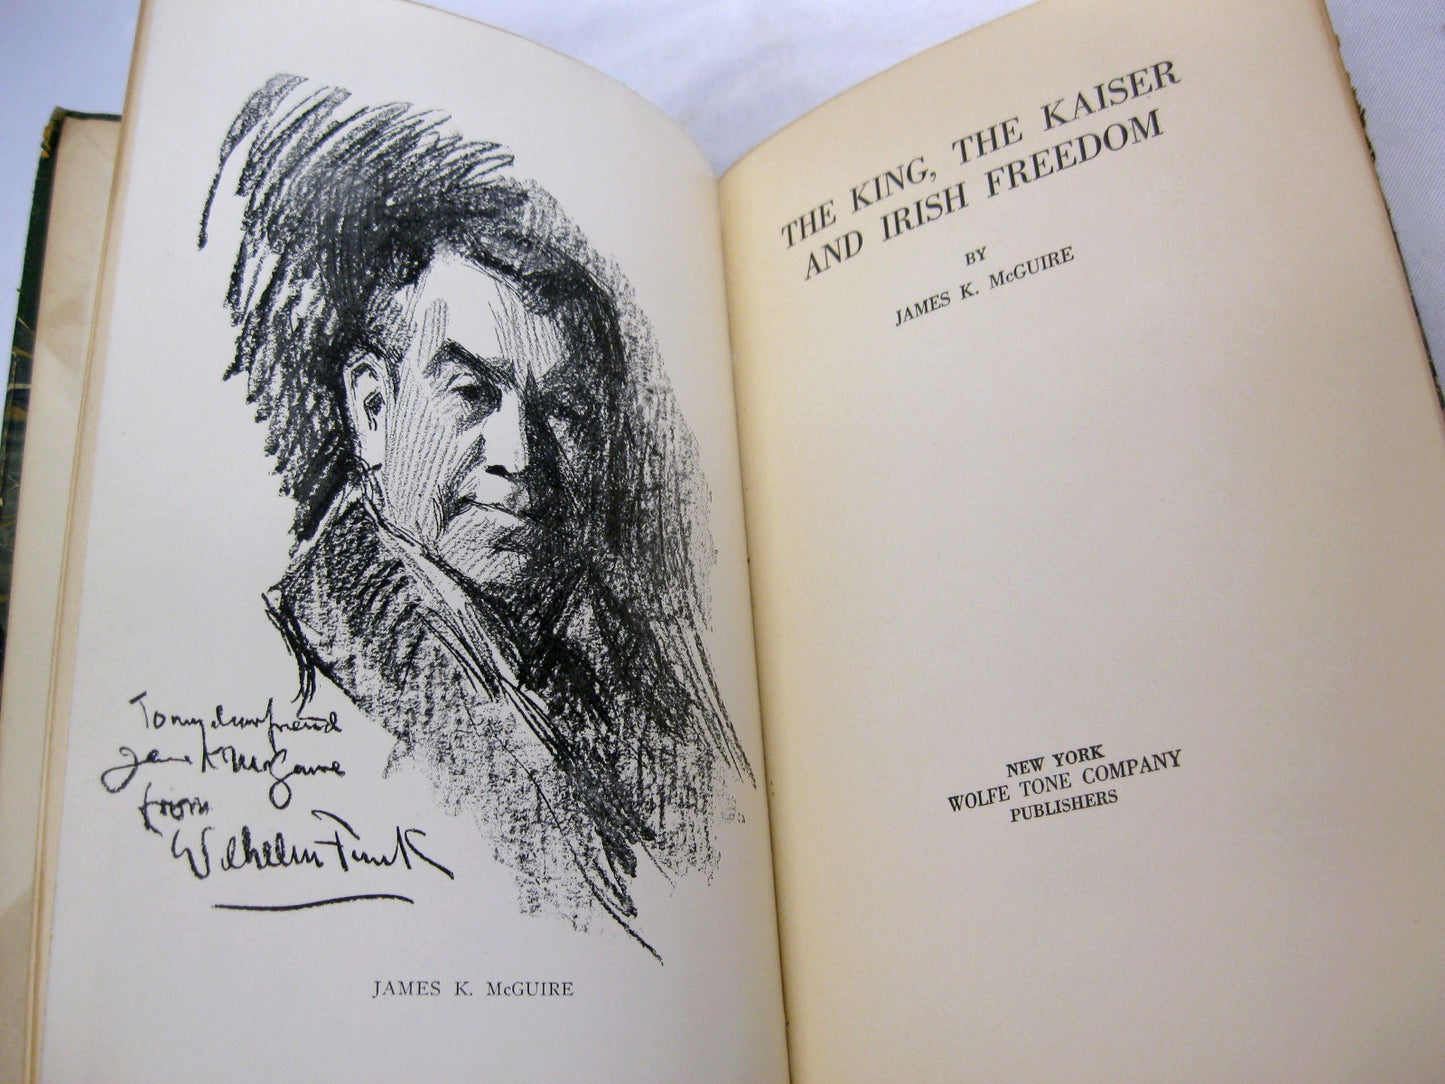 To my dear friend
James K McGuire
from
Wilhelm Funk
JAMES K. McGUIRE
THE KING, THE KAISER
AND IRISH FREEDOM
BY
JAMES K. McGUIRE
NEW YORK
WOLFE TONE COMPANY
PUBLISHERS